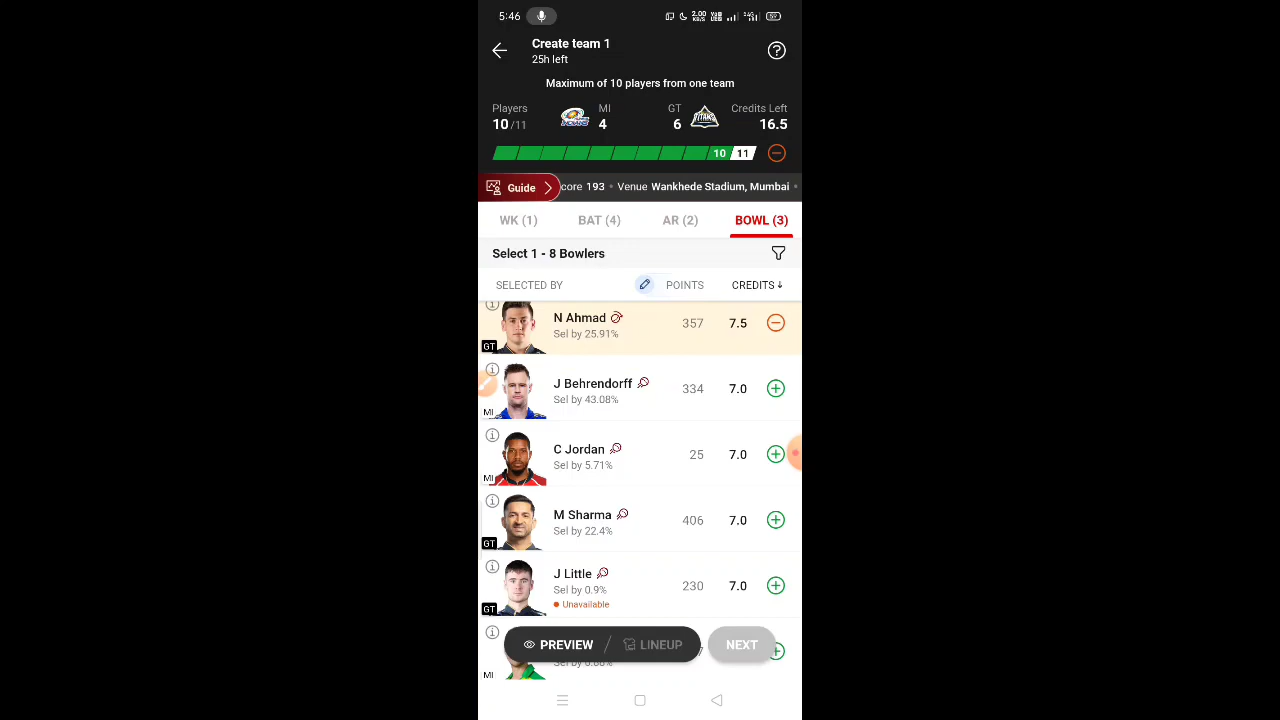 5:46
2.00 KB/S
59
Create team 1
25h left
Maximum of 10 players from one team
Players
MI
GT
Credits Left
10/11
4
6
16.5
10
11
Guide
core 193 • Venue Wankhede Stadium, Mumbai •
WK (1)
BAT (4)
AR (2)
BOWL (3)
Select 1 - 8 Bowlers
SELECTED BY
POINTS
CREDITS↓
N Ahmad
357
7.5
Sel by 25.91%
GT
J Behrendorff
334
7.0
Sel by 43.08%
MI
C Jordan
25
7.0
Sel by 5.71%
MI
M Sharma
406
7.0
Sel by 22.4%
GT
J Little
230
7.0
Sel by 0.9%
Unavailable
GT
PREVIEW
LINEUP
NEXT
MI